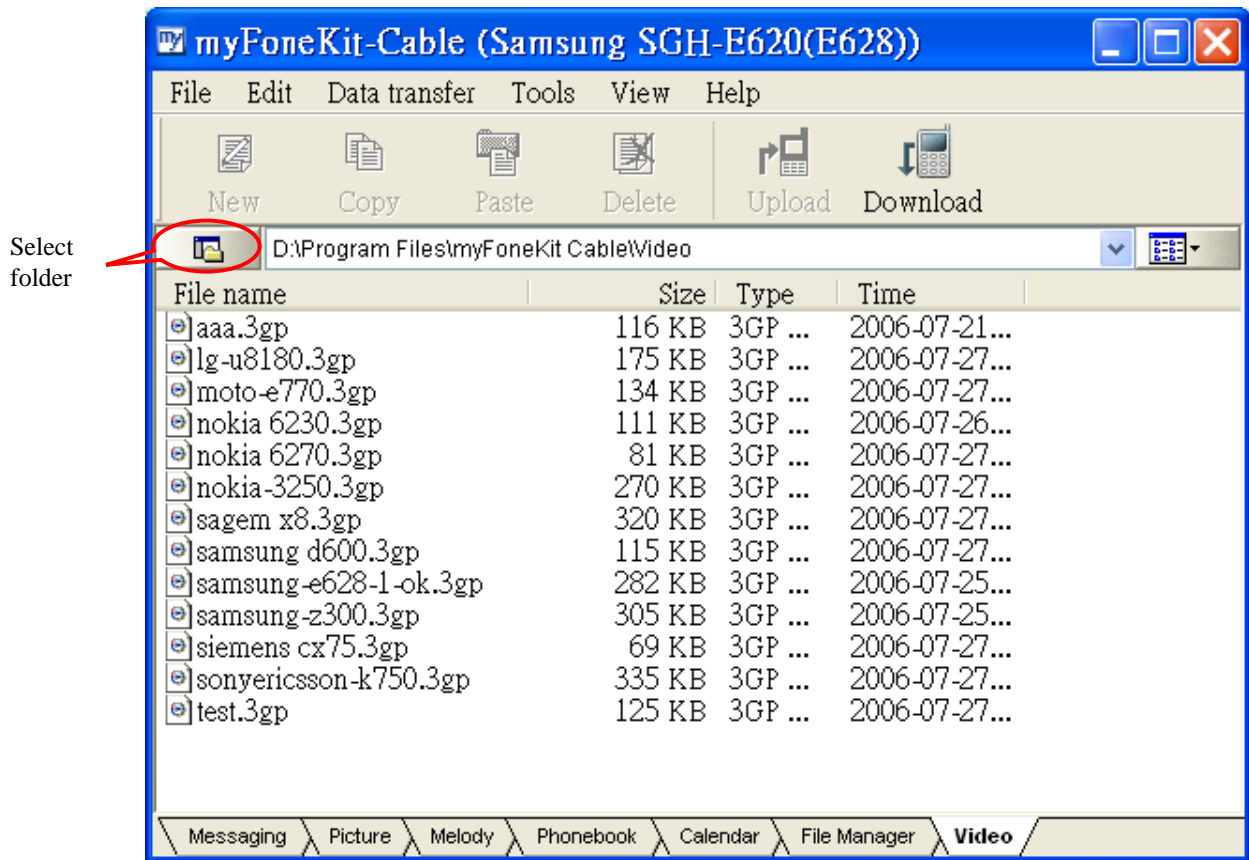 my myFoneKit-Cable (Samsung SGH-E620(E628))
File Edit Data transfer Tools View Help
New Copy Paste Delete Upload Download
Select
folder
D:\Program Files\myFoneKit Cable\Video
File name Size Type Time
aaa.3gp 116 KB 3GP ... 2006-07-21...
lg-u8180.3gp 175 KB 3GP ... 2006-07-27...
moto-e770.3gp 134 KB 3GP ... 2006-07-27...
nokia 6230.3gp 111 KB 3GP ... 2006-07-26...
nokia 6270.3gp 81 KB 3GP ... 2006-07-27...
nokia-3250.3gp 270 KB 3GP ... 2006-07-27...
sagem x8.3gp 320 KB 3GP ... 2006-07-27...
samsung d600.3gp 115 KB 3GP ... 2006-07-27...
samsung-e628-1-ok.3gp 282 KB 3GP ... 2006-07-25...
samsung-z300.3gp 305 KB 3GP ... 2006-07-25...
siemens cx75.3gp 69 KB 3GP ... 2006-07-27...
sonyericsson-k750.3gp 335 KB 3GP ... 2006-07-27...
test.3gp 125 KB 3GP ... 2006-07-27...
Messaging Picture Melody Phonebook Calendar File Manager Video